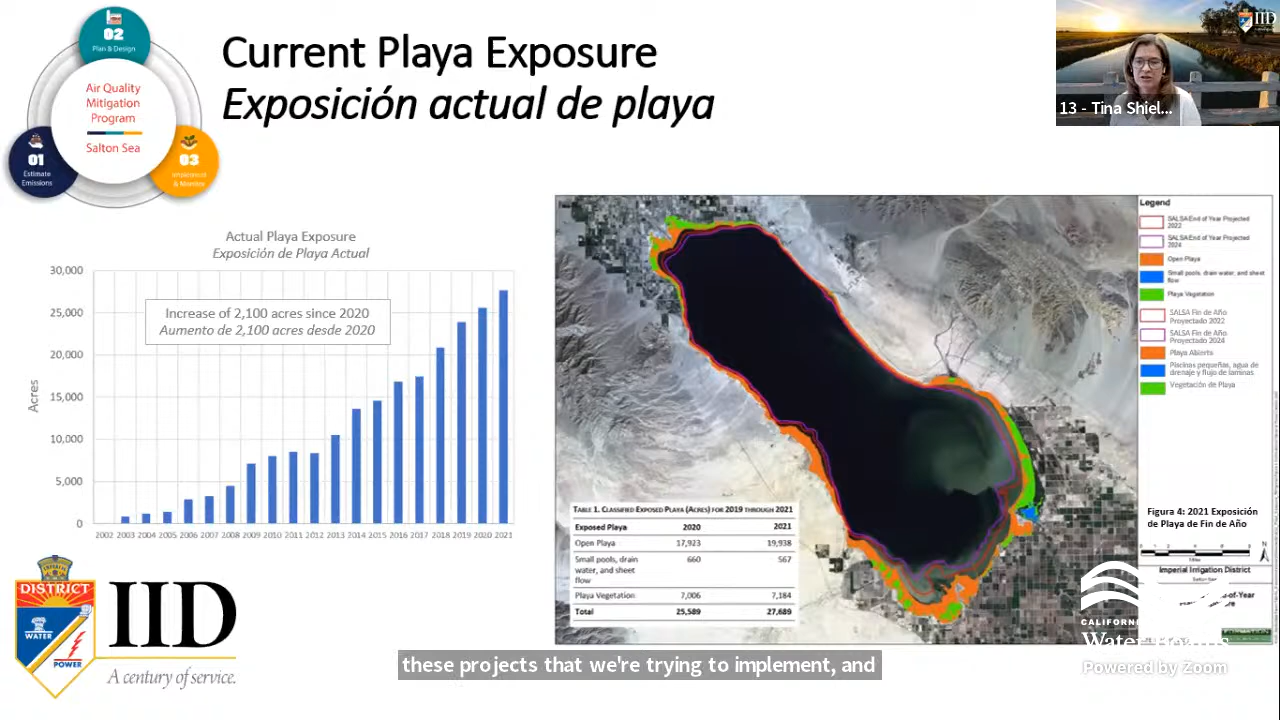 02
Plan & Design
Air Quality
Mitigation
Program
Salton Sea
01
Estimate
Emissions
03
Implement
& Monitor
Current Playa Exposure
Exposición actual de playa
IID
13 - Tina Shiel...
Actual Playa Exposure
Exposición de Playa Actual
Increase of 2,100 acres since 2020
Aumento de 2,100 acres desde 2020
Acres
30,000
25,000
20,000
15,000
10,000
5,000
0
2002 2003 2004 2005 2006 2007 2008 2009 2010 2011 2012 2013 2014 2015 2016 2017 2018 2019 2020 2021
Legend
SALSA End of Year Projected
2022
SALSA End of Year Projected
2024
Open Playa
Small pools, drain water, and sheet
flow
Playa Vegetation
SALSA Fin de Año
Proyectado 2022
SALSA Fin de Año
Proyectado 2024
Playa Abierta
Piscinas pequeñas, agua de
drenaje y flujo de laminas
Vegetación de Playa
Figura 4: 2021 Exposición
de Playa de Fin de Año
N
Imperial Irrigation District
TABLE 1. CLASSIFIED EXPOSED PLAYA (ACRES) FOR 2019 THROUGH 2021
Exposed Playa 2020 2021
Open Playa 17,923 19,938
Small pools, drain
water, and sheet
flow 660 567
Playa Vegetation 7,006 7,184
Total 25,589 27,689
IMPERIAL
DISTRICT
WATER
POWER
IID
A century of service.
CALIFORNIA
Water Boards
Powered by Zoom
these projects that we're trying to implement, and